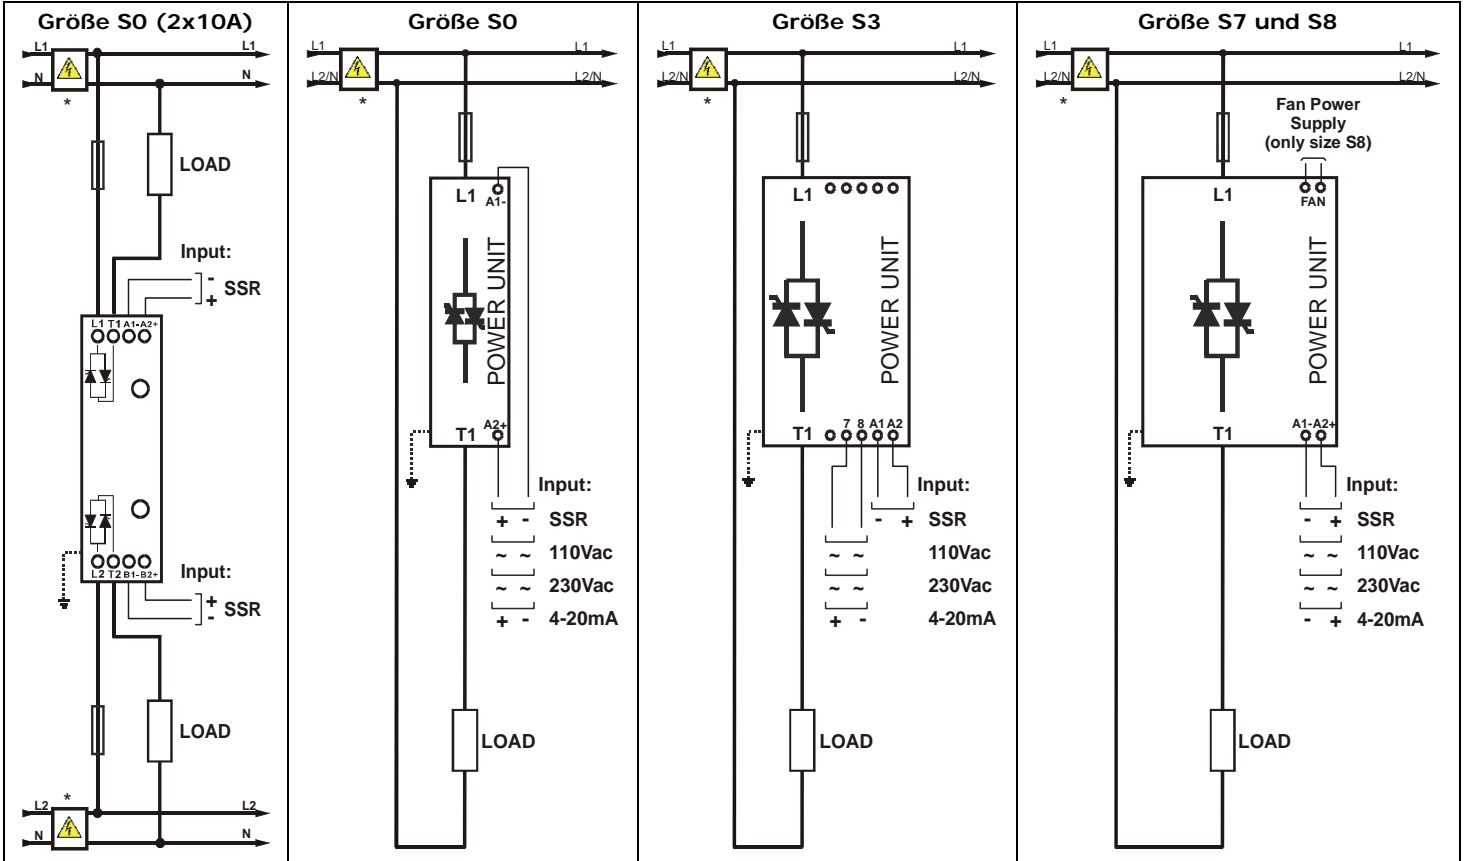 Größe S0 (2x10A)
L1 L1
N N
*
LOAD
Input:
-
+ SSR
L1 T1 A1- A2+
L2 T2 B1- B2+
Input:
+ SSR
-
LOAD
*
L2 L2
N N
Größe S0
L1 L1
L2/N L2/N
*
L1 A1-
POWER UNIT
T1 A2+
Input:
+ - SSR
~ ~ 110Vac
~ ~ 230Vac
+ - 4-20mA
LOAD
Größe S3
L1 L1
L2/N L2/N
*
L1
POWER UNIT
T1 7 8 A1 A2
Input:
- + SSR
~ ~ 110Vac
~ ~ 230Vac
+ - 4-20mA
LOAD
Größe S7 und S8
L1 L1
L2/N L2/N
*
Fan Power
Supply
(only size S8)
L1 FAN
POWER UNIT
T1 A1- A2+
Input:
- + SSR
~ ~ 110Vac
~ ~ 230Vac
- + 4-20mA
LOAD